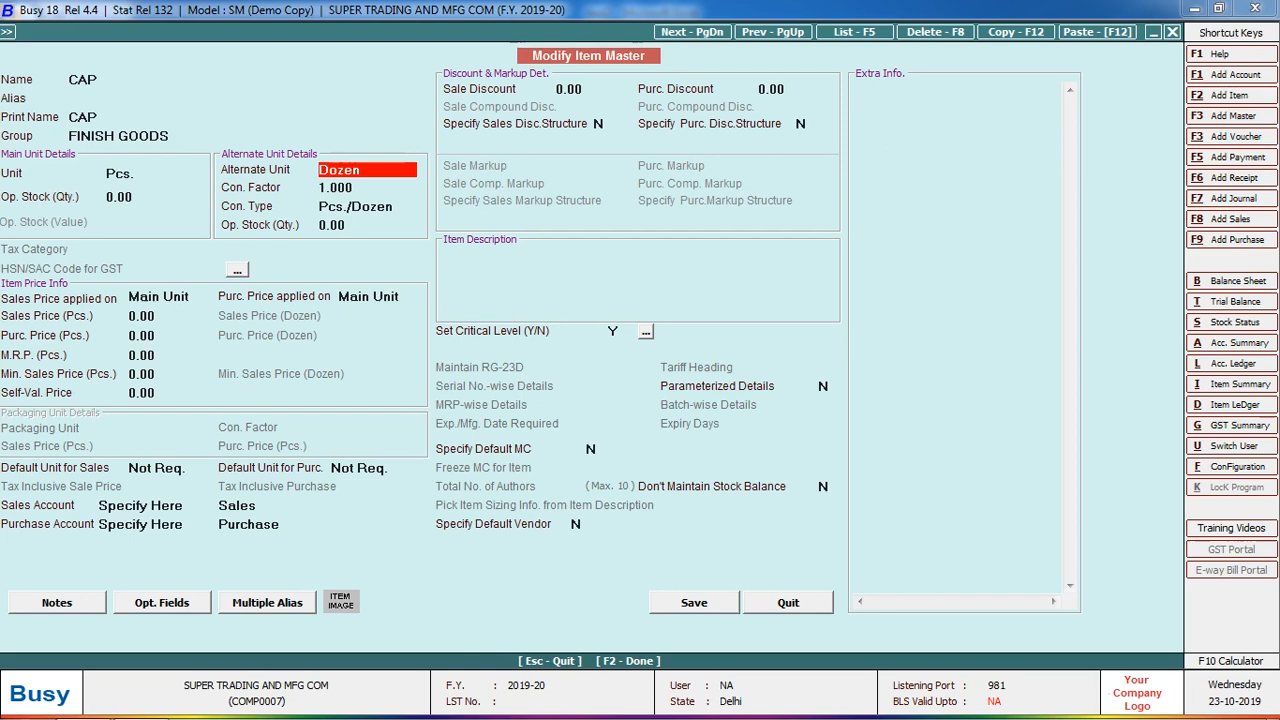 Busy 18 Rel 4.4 | Stat Rel 132 | Model : SM (Demo Copy) | SUPER TRADING AND MFG COM (F.Y. 2019-20)
>> Next - PgDn Prev - PgUp List - F5 Delete - F8 Copy - F12 Paste - [F12]
Modify Item Master
Name CAP
Alias
Print Name CAP
Group FINISH GOODS
Main Unit Details
Unit Pcs.
Op. Stock (Qty.) 0.00
Op. Stock (Value)
Alternate Unit Details
Alternate Unit Dozen
Con. Factor 1.000
Con. Type Pcs./Dozen
Op. Stock (Qty.) 0.00
Tax Category
HSN/SAC Code for GST ...
Item Price Info
Sales Price applied on Main Unit Purc. Price applied on Main Unit
Sales Price (Pcs.) 0.00 Sales Price (Dozen)
Purc. Price (Pcs.) 0.00 Purc. Price (Dozen)
M.R.P. (Pcs.) 0.00
Min. Sales Price (Pcs.) 0.00 Min. Sales Price (Dozen)
Self-Val. Price 0.00
Packaging Unit Details
Packaging Unit Con. Factor
Sales Price (Pcs.) Purc. Price (Pcs.)
Default Unit for Sales Not Req. Default Unit for Purc. Not Req.
Tax Inclusive Sale Price Tax Inclusive Purchase
Sales Account Specify Here Sales
Purchase Account Specify Here Purchase
Notes Opt. Fields Multiple Alias ITEM IMAGE
Discount & Markup Det.
Sale Discount 0.00 Purc. Discount 0.00
Sale Compound Disc. Purc. Compound Disc.
Specify Sales Disc.Structure N Specify Purc. Disc.Structure N
Sale Markup Purc. Markup
Sale Comp. Markup Purc. Comp. Markup
Specify Sales Markup Structure Specify Purc.Markup Structure
Item Description
Set Critical Level (Y/N) Y ...
Maintain RG-23D Tariff Heading
Serial No.-wise Details Parameterized Details N
MRP-wise Details Batch-wise Details
Exp./Mfg. Date Required Expiry Days
Specify Default MC N
Freeze MC for Item
Total No. of Authors (Max. 10) Don't Maintain Stock Balance N
Pick Item Sizing Info. from Item Description
Specify Default Vendor N
Save Quit
Extra Info.
Shortcut Keys
F1 Help
F1 Add Account
F2 Add Item
F3 Add Master
F3 Add Voucher
F5 Add Payment
F6 Add Receipt
F7 Add Journal
F8 Add Sales
F9 Add Purchase
B Balance Sheet
T Trial Balance
S Stock Status
A Acc. Summary
L Acc. Ledger
I Item Summary
D Item LeDger
G GST Summary
U Switch User
F ConFiguration
K LocK Program
Training Videos
GST Portal
E-way Bill Portal
[ Esc - Quit ] [ F2 - Done ]
F10 Calculator
Busy
SUPER TRADING AND MFG COM
(COMP0007)
F.Y. : 2019-20
LST No. :
User : NA
State : Delhi
Listening Port : 981
BLS Valid Upto : NA
Your
Company
Logo
Wednesday
23-10-2019